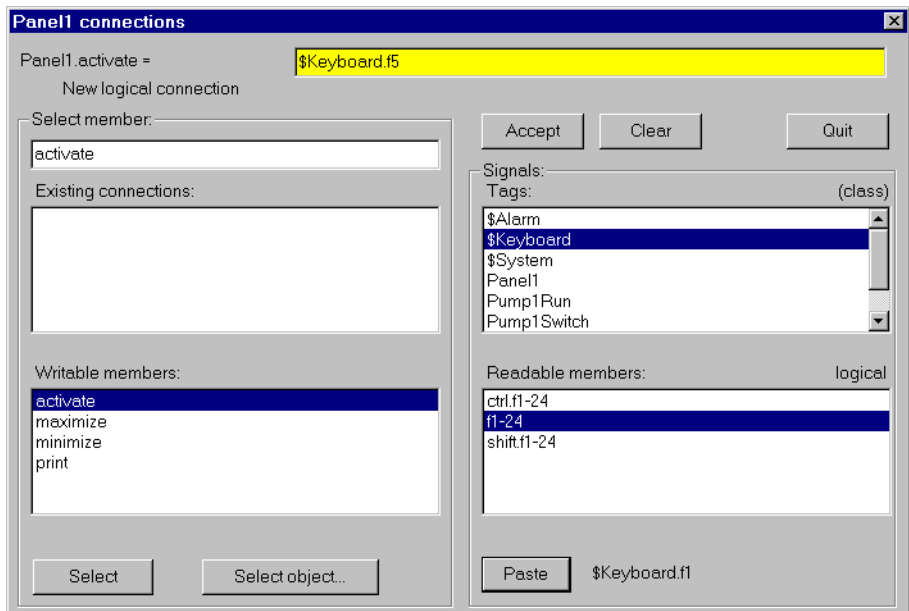 Panel1 connections
Panel1.activate =
$Keyboard.f5
New logical connection
Select member:
activate
Existing connections:
Writable members:
activate
maximize
minimize
print
Select
Select object...
Accept
Clear
Quit
Signals:
Tags:
(class)
$Alarm
$Keyboard
$System
Panel1
Pump1Run
Pump1Switch
Readable members:
logical
ctrl.f1-24
f1-24
shift.f1-24
Paste
$Keyboard.f1